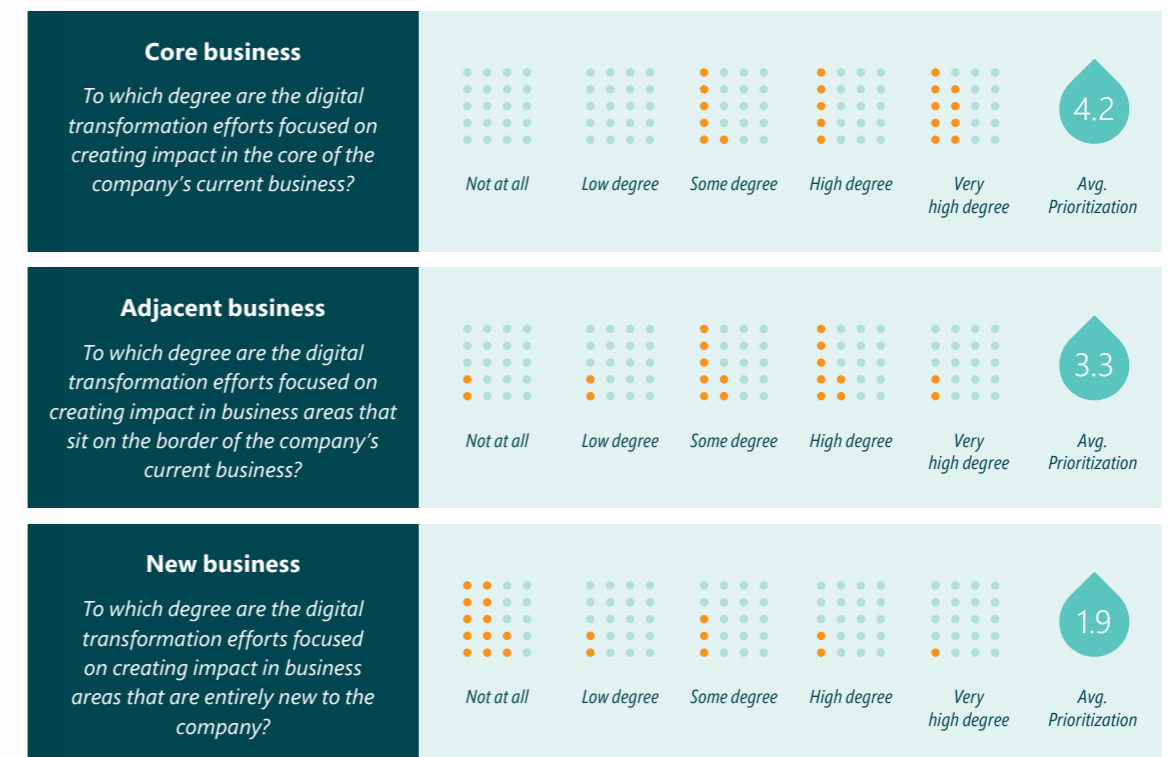 Core business
To which degree are the digital
transformation efforts focused on
creating impact in the core of the
company's current business?
Not at all
Low degree
Some degree
High degree
Very
high degree
4.2
Avg.
Prioritization
Adjacent business
To which degree are the digital
transformation efforts focused on
creating impact in business areas that
sit on the border of the company's
current business?
Not at all
Low degree
Some degree
High degree
Very
high degree
3.3
Avg.
Prioritization
New business
To which degree are the digital
transformation efforts focused
on creating impact in business
areas that are entirely new to the
company?
Not at all
Low degree
Some degree
High degree
Very
high degree
1.9
Avg.
Prioritization